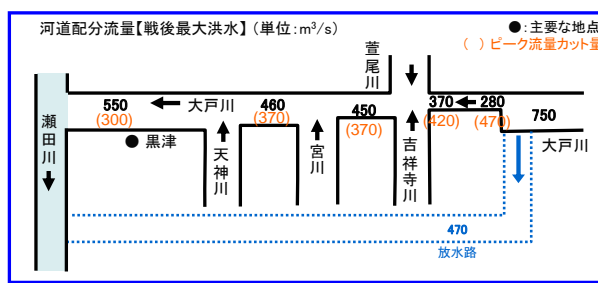 河道配分流量【戦後最大洪水】（単位：m³/s）
●：主要な地点
（ ）ピーク流量カット量
萱尾川
瀬田川
550
(300)
大戸川
460
(370)
450
(370)
370
(420)
280
(470)
750
大戸川
黒津
天神川
宮川
吉祥寺川
470
放水路